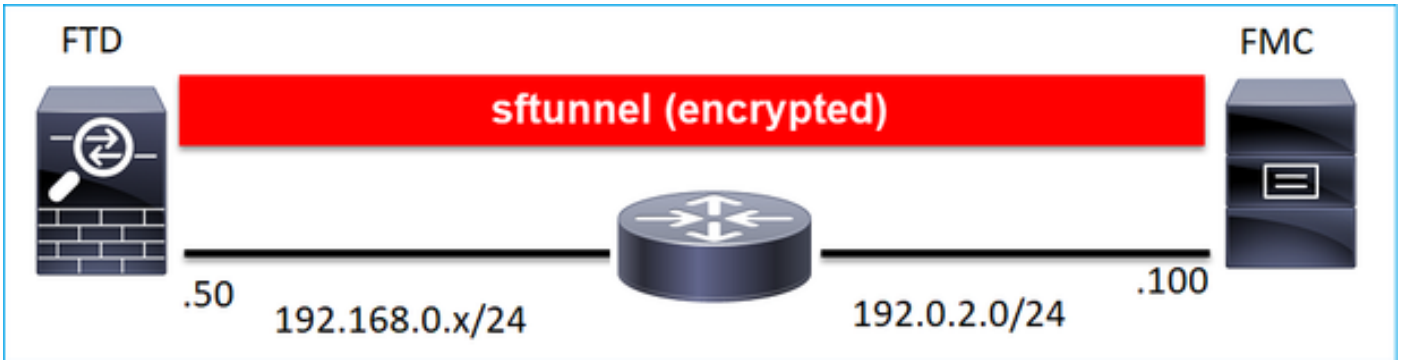 FTD
FMC
sftunnel (encrypted)
.50
.100
192.168.0.x/24
192.0.2.0/24